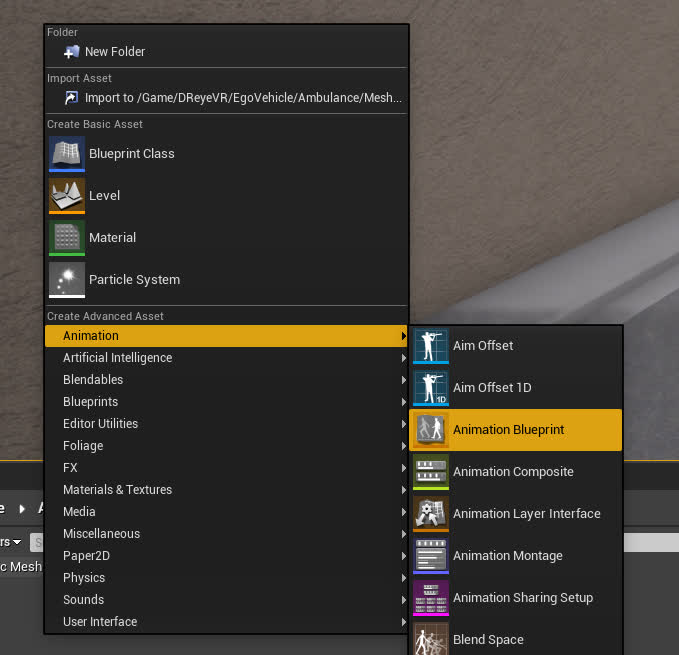 Folder
New Folder
Import Asset
Import to /Game/DReyeVR/EgoVehicle/Ambulance/Mesh...
Create Basic Asset
Blueprint Class
Level
Material
Particle System
Create Advanced Asset
Animation
Artificial Intelligence
Blendables
Blueprints
Editor Utilities
Foliage
FX
Materials & Textures
Media
Miscellaneous
Paper2D
Physics
Sounds
User Interface
Aim Offset
1D
Aim Offset 1D
Animation Blueprint
Animation Composite
Animation Layer Interface
Animation Montage
Animation Sharing Setup
Blend Space
e
rs
c Mesh